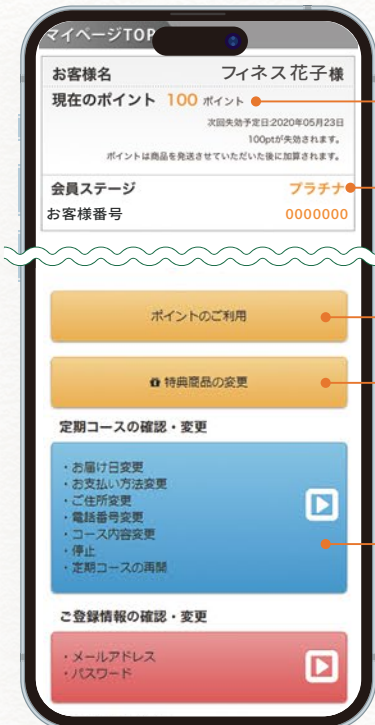 マイページTOP
お客様名 フィネス花子様
現在のポイント 100 ポイント
次回失効予定日:2020年05月23日
100ptが失効されます。
ポイントは商品を発送させていただいた後に加算されます。
会員ステージ プラチナ
お客様番号 0000000
ポイントのご利用
特典商品の変更
定期コースの確認・変更
・お届け日変更
・お支払い方法変更
・ご住所変更
・電話番号変更
・コース内容変更
・停止
・定期コースの再開
ご登録情報の確認・変更
・メールアドレス
・パスワード